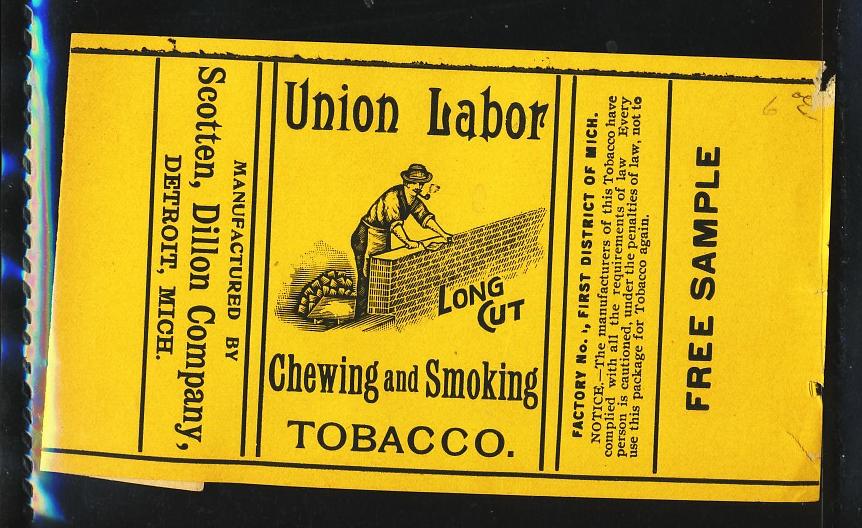 MANUFACTURED BY
Scotten, Dillon Company,
DETROIT, MICH.
Union Labor
LONG
CUT
Chewing and Smoking
TOBACCO.
FACTORY No. 1, FIRST DISTRICT OF MICH.
NOTICE.—The manufacturers of this Tobacco have
complied with all the requirements of law Every
person is cautioned, under the penalties of law, not to
use this package for Tobacco again.
FREE SAMPLE